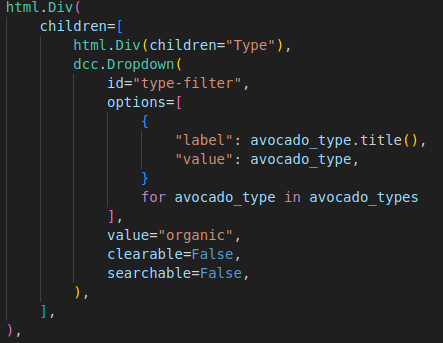 html.Div(
    children=[
        html.Div(children="Type"),
        dcc.Dropdown(
            id="type-filter",
            options=[
                {
                    "label": avocado_type.title(),
                    "value": avocado_type,
                }
                for avocado_type in avocado_types
            ],
            value="organic",
            clearable=False,
            searchable=False,
        ),
    ],
),